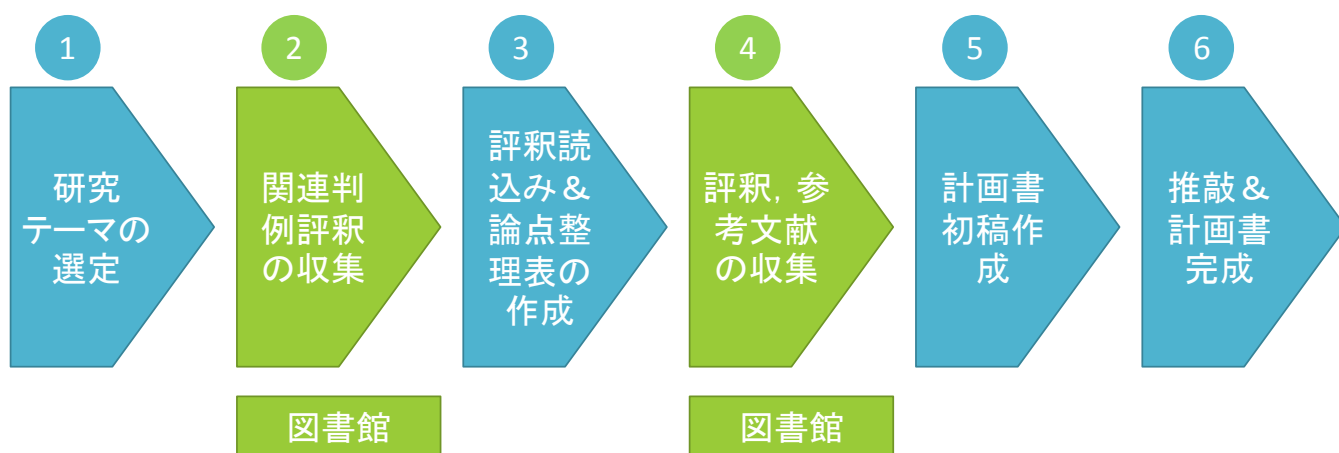 1
研究
テーマの
選定
2
関連判
例評釈
の収集
図書館
3
評釈読
込み＆
論点整
理表の
作成
4
評釈，参
考文献
の収集
図書館
5
計画書
初稿作
成
6
推敲＆
計画書
完成